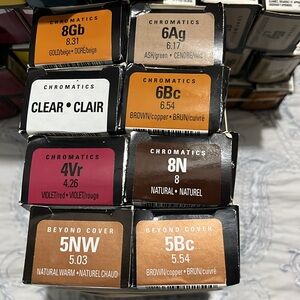 CHROMATICS
8Gb
8.31
GOLD/beige • DORÉ/beige
CHROMATICS
6Ag
6.17
ASH/green • CENDRÉ/
CHROMATICS
CLEAR • CLAIR
CHROMATICS
6Bc
6.54
BROWN/copper • BRUN/cuivré
CHROMATICS
4Vr
4.26
VIOLET/red • VIOLET/rouge
CHROMATICS
8N
8
NATURAL • NATUREL
BEYOND COVER
5NW
5.03
NATURAL WARM • NATUREL CHAUD
BEYOND COVER
5Bc
5.54
BROWN/copper • BRUN/cuivré